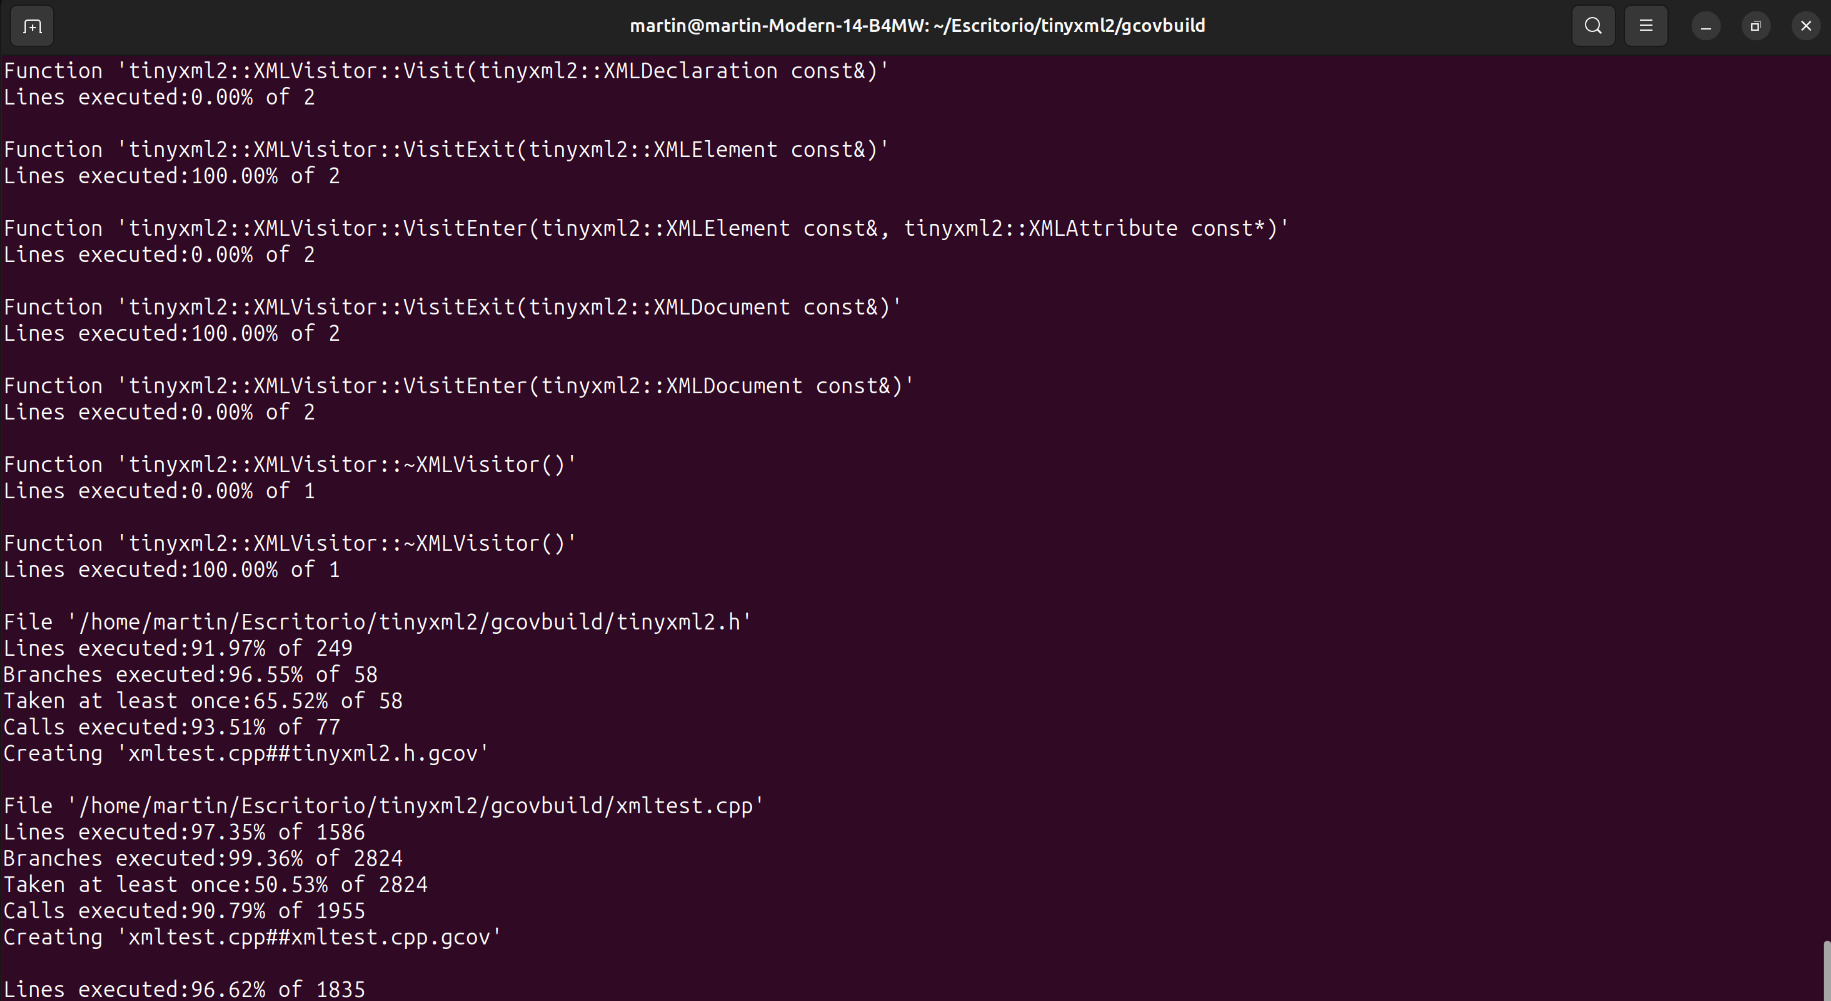 martin@martin-Modern-14-B4MW: ~/Escritorio/tinyxml2/gcovbuild
Function 'tinyxml2::XMLVisitor::Visit(tinyxml2::XMLDeclaration const&)'
Lines executed:0.00% of 2
Function 'tinyxml2::XMLVisitor::VisitExit(tinyxml2::XMLElement const&)'
Lines executed:100.00% of 2
Function 'tinyxml2::XMLVisitor::VisitEnter(tinyxml2::XMLElement const&, tinyxml2::XMLAttribute const*)'
Lines executed:0.00% of 2
Function 'tinyxml2::XMLVisitor::VisitExit(tinyxml2::XMLDocument const&)'
Lines executed:100.00% of 2
Function 'tinyxml2::XMLVisitor::VisitEnter(tinyxml2::XMLDocument const&)'
Lines executed:0.00% of 2
Function 'tinyxml2::XMLVisitor::~XMLVisitor()'
Lines executed:0.00% of 1
Function 'tinyxml2::XMLVisitor::~XMLVisitor()'
Lines executed:100.00% of 1
File '/home/martin/Escritorio/tinyxml2/gcovbuild/tinyxml2.h'
Lines executed:91.97% of 249
Branches executed:96.55% of 58
Taken at least once:65.52% of 58
Calls executed:93.51% of 77
Creating 'xmltest.cpp##tinyxml2.h.gcov'
File '/home/martin/Escritorio/tinyxml2/gcovbuild/xmltest.cpp'
Lines executed:97.35% of 1586
Branches executed:99.36% of 2824
Taken at least once:50.53% of 2824
Calls executed:90.79% of 1955
Creating 'xmltest.cpp##xmltest.cpp.gcov'
Lines executed:96.62% of 1835